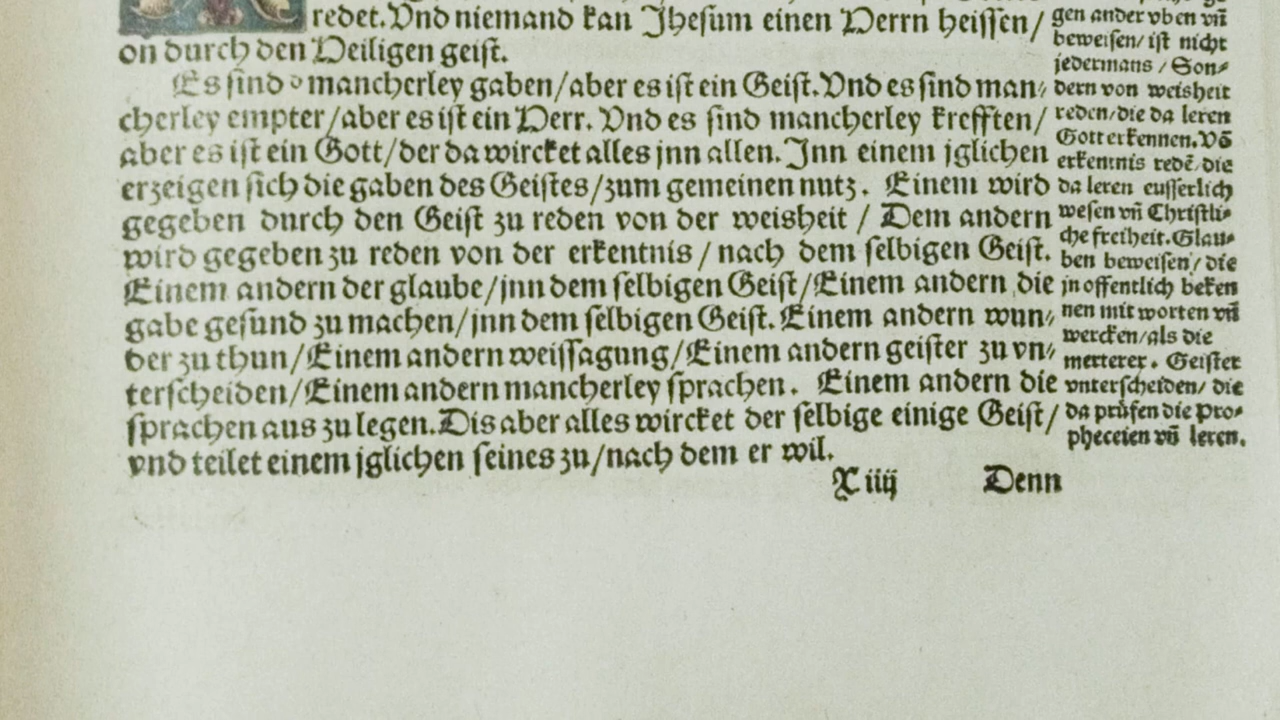 redet. Vnd niemand kan Jhesum einen Herrn heissen/
on durch den Heiligen geist.
Es sind mancherley gaben/aber es ist ein Geist. Vnd es sind man⸗
cherley empter/aber es ist ein Herr. Vnd es sind mancherley krefften/
aber es ist ein Gott/der da wircket alles jnn allen. Jnn einem jglichen
erzeigen sich die gaben des Geistes/zum gemeinen nutz. Einem wird
gegeben durch den Geist zu reden von der weisheit / Dem andern
wird gegeben zu reden von der erkentnis / nach dem selbigen Geist.
Einem andern der glaube/jnn dem selbigen Geist/Einem andern die
gabe gesund zu machen/jnn dem selbigen Geist. Einem andern wun⸗
der zu thun/Einem andern weissagung/Einem andern geister zu vn⸗
terscheiden/Einem andern mancherley sprachen. Einem andern die
sprachen aus zu legen. Dis aber alles wircket der selbige einige Geist/
vnd teilet einem jglichen seines zu/nach dem er wil.
X iiij Denn
gen ander vben vñ
beweisen/ ist nicht
jedermans / Son⸗
dern von weisheit
reden/die da leren
Gott erkennen. Võ
erkentnis redẽ/die
da leren eusserlich
wesen vñ Christli⸗
che freiheit. Glau⸗
ben beweisen/ die
jn offentlich beken
nen mit worten vñ
wercken/als die
merterer. Geister
vnterscheiden/ die
da prüfen die Pro⸗
pheceien vñ leren.